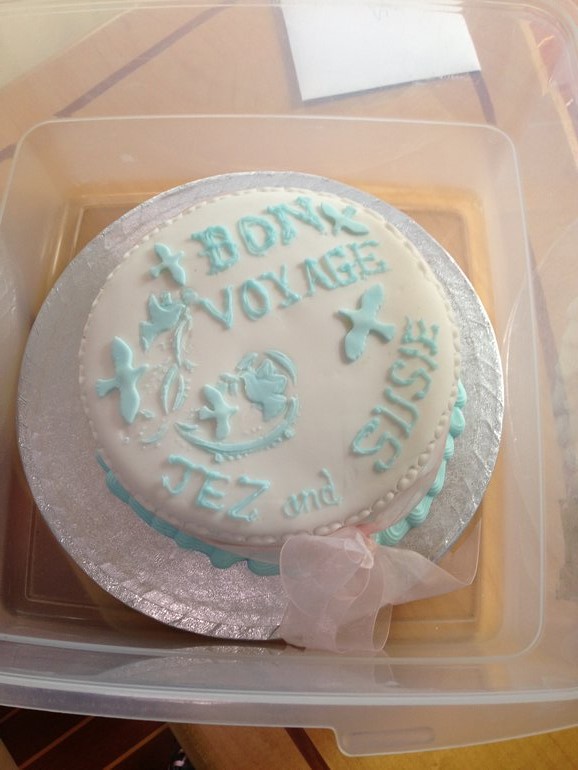 BON
VOYAGE
JEZ and SUSIE